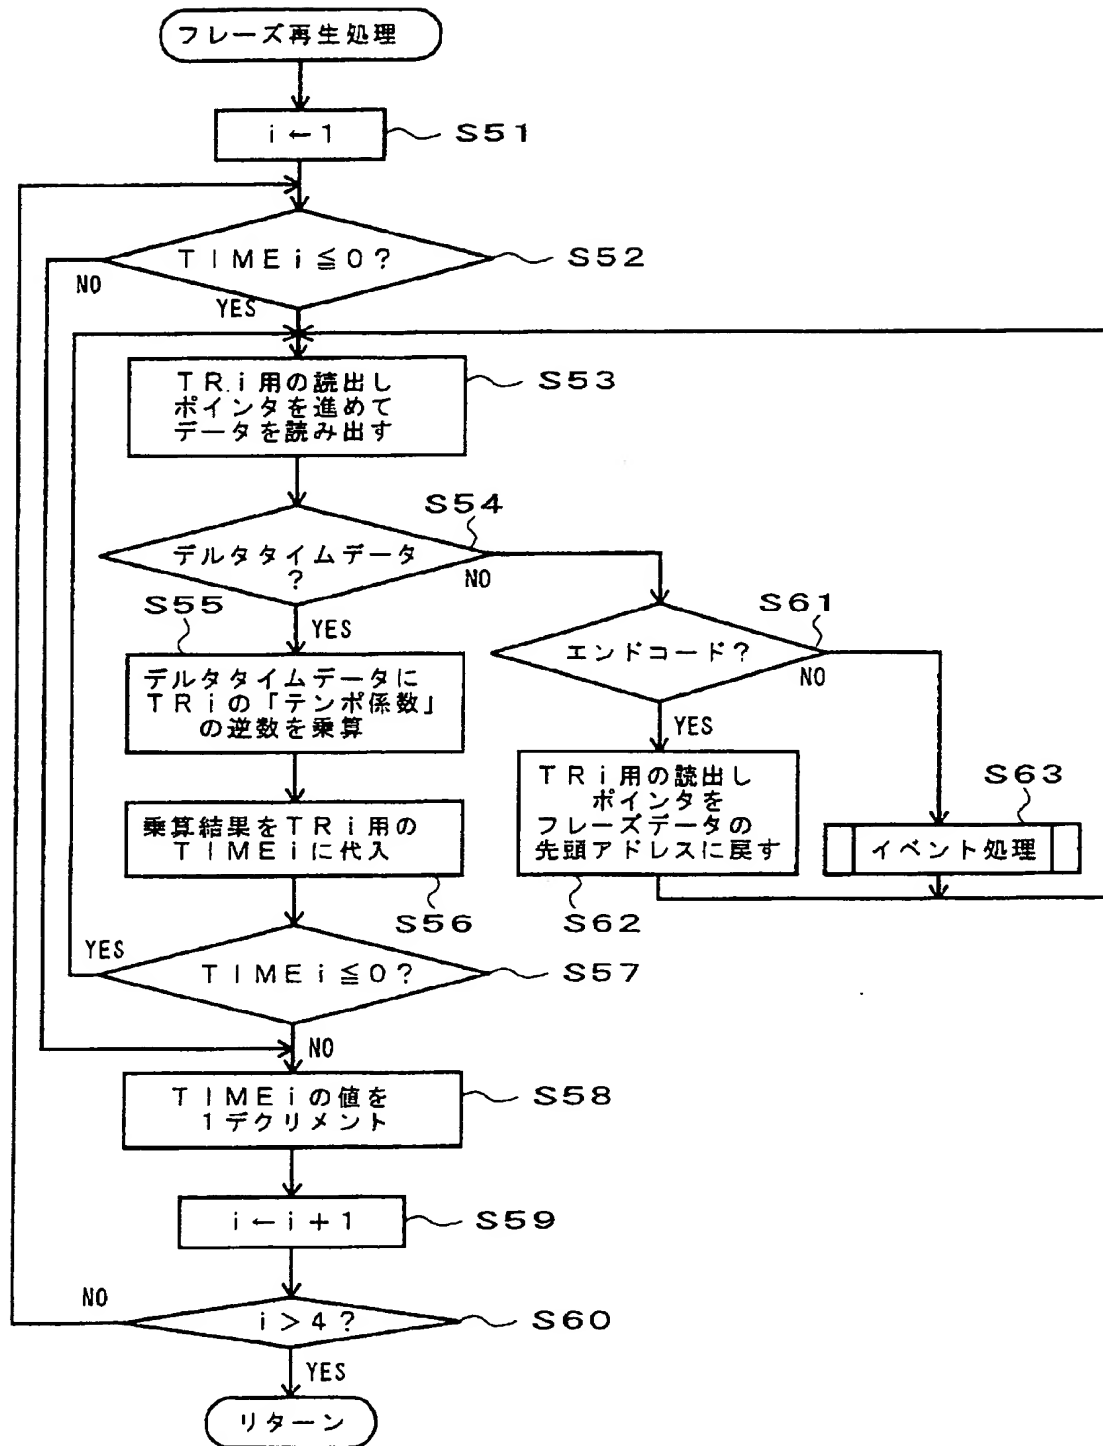 フレーズ再生処理
i←1
S51
TIMEi≦0?
S52
NO
YES
TR.i用の読出し
ポインタを進めて
データを読み出す
S53
S54
デルタタイムデータ
?
NO
S55
YES
S61
エンドコード?
NO
デルタタイムデータに
TRiの「テンポ係数」
の逆数を乗算
YES
TRi用の読出し
ポインタを
フレーズデータの
先頭アドレスに戻す
S63
イベント処理
乗算結果をTRi用の
TIMEiに代入
S56
S62
YES
TIMEi≦0?
S57
NO
TIMEiの値を
1デクリメント
S58
i←i+1
S59
NO
i>4?
S60
YES
リターン